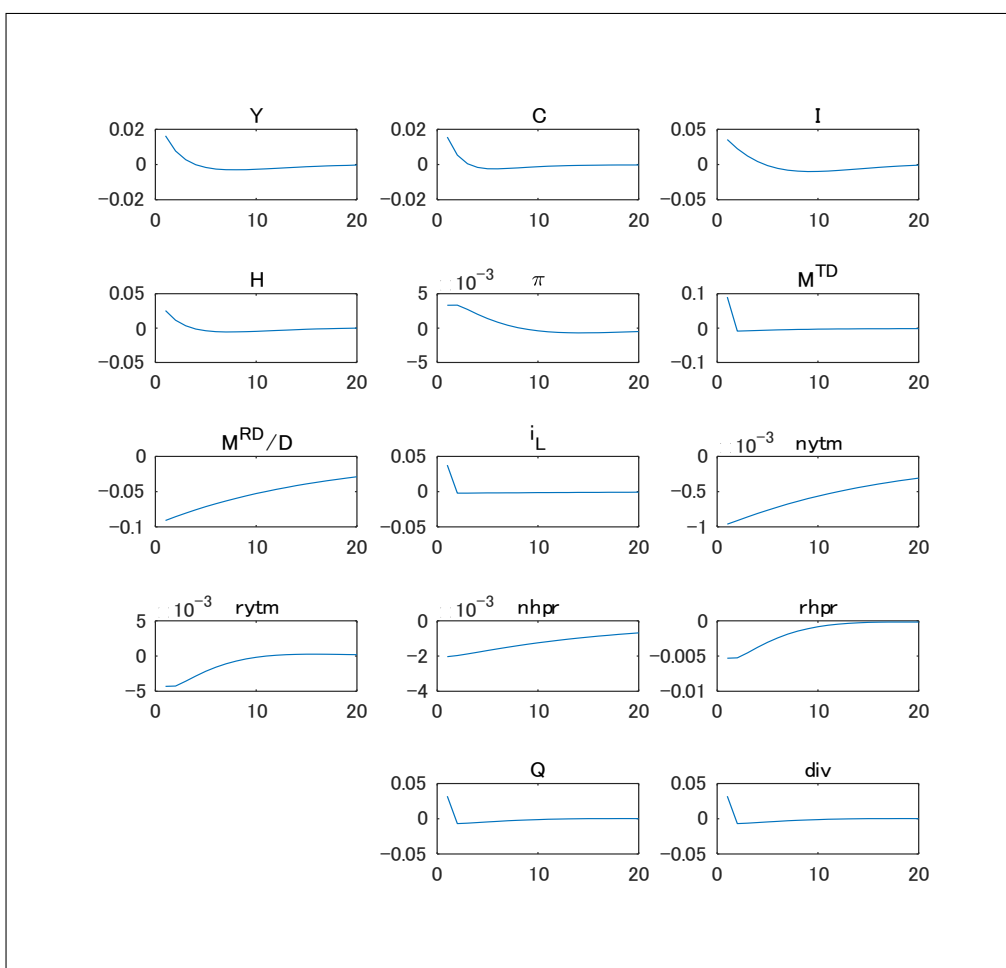 Y C I
0.02 0.02 0.05
0 0 0
−0.02 −0.02 −0.05
0 10 20 0 10 20 0 10 20
H 10⁻³ π M^TD
0.05 5 0.1
0 0 0
−0.05 −5 −0.1
0 10 20 0 10 20 0 10 20
M^RD/D i_L 10⁻³ nytm
0 0.05 0
−0.05 0 −0.5
−0.1 −0.05 −1
0 10 20 0 10 20 0 10 20
10⁻³ rytm 10⁻³ nhpr rhpr
5 0 0
0 −2 −0.005
−5 −4 −0.01
0 10 20 0 10 20 0 10 20
Q div
0.05 0.05
0 0
−0.05 −0.05
0 10 20 0 10 20